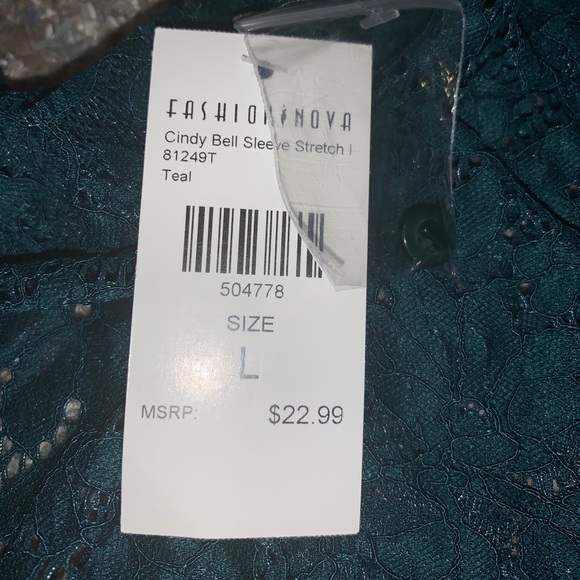 FASHION NOVA
Cindy Bell Sleeve Stretch l
81249T
Teal
504778
SIZE
L
MSRP: $22.99